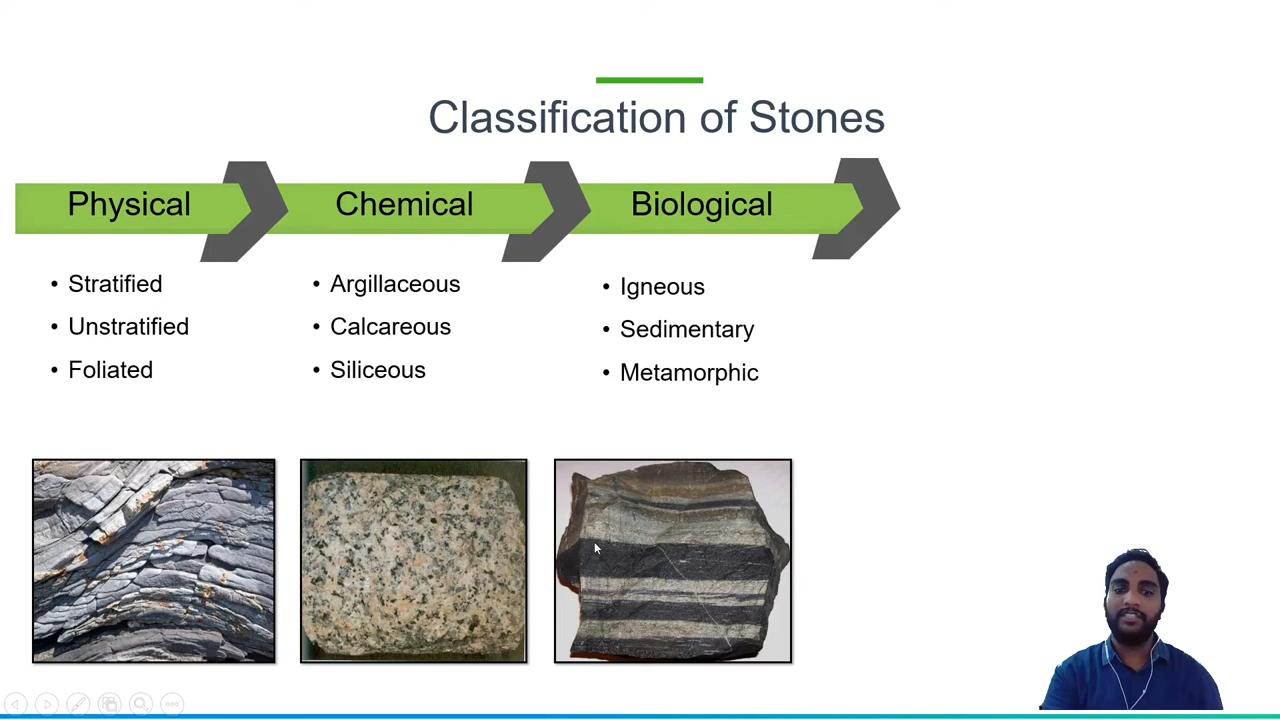 Classification of Stones
Physical
Chemical
Biological
• Stratified
• Unstratified
• Foliated
• Argillaceous
• Calcareous
• Siliceous
• Igneous
• Sedimentary
• Metamorphic